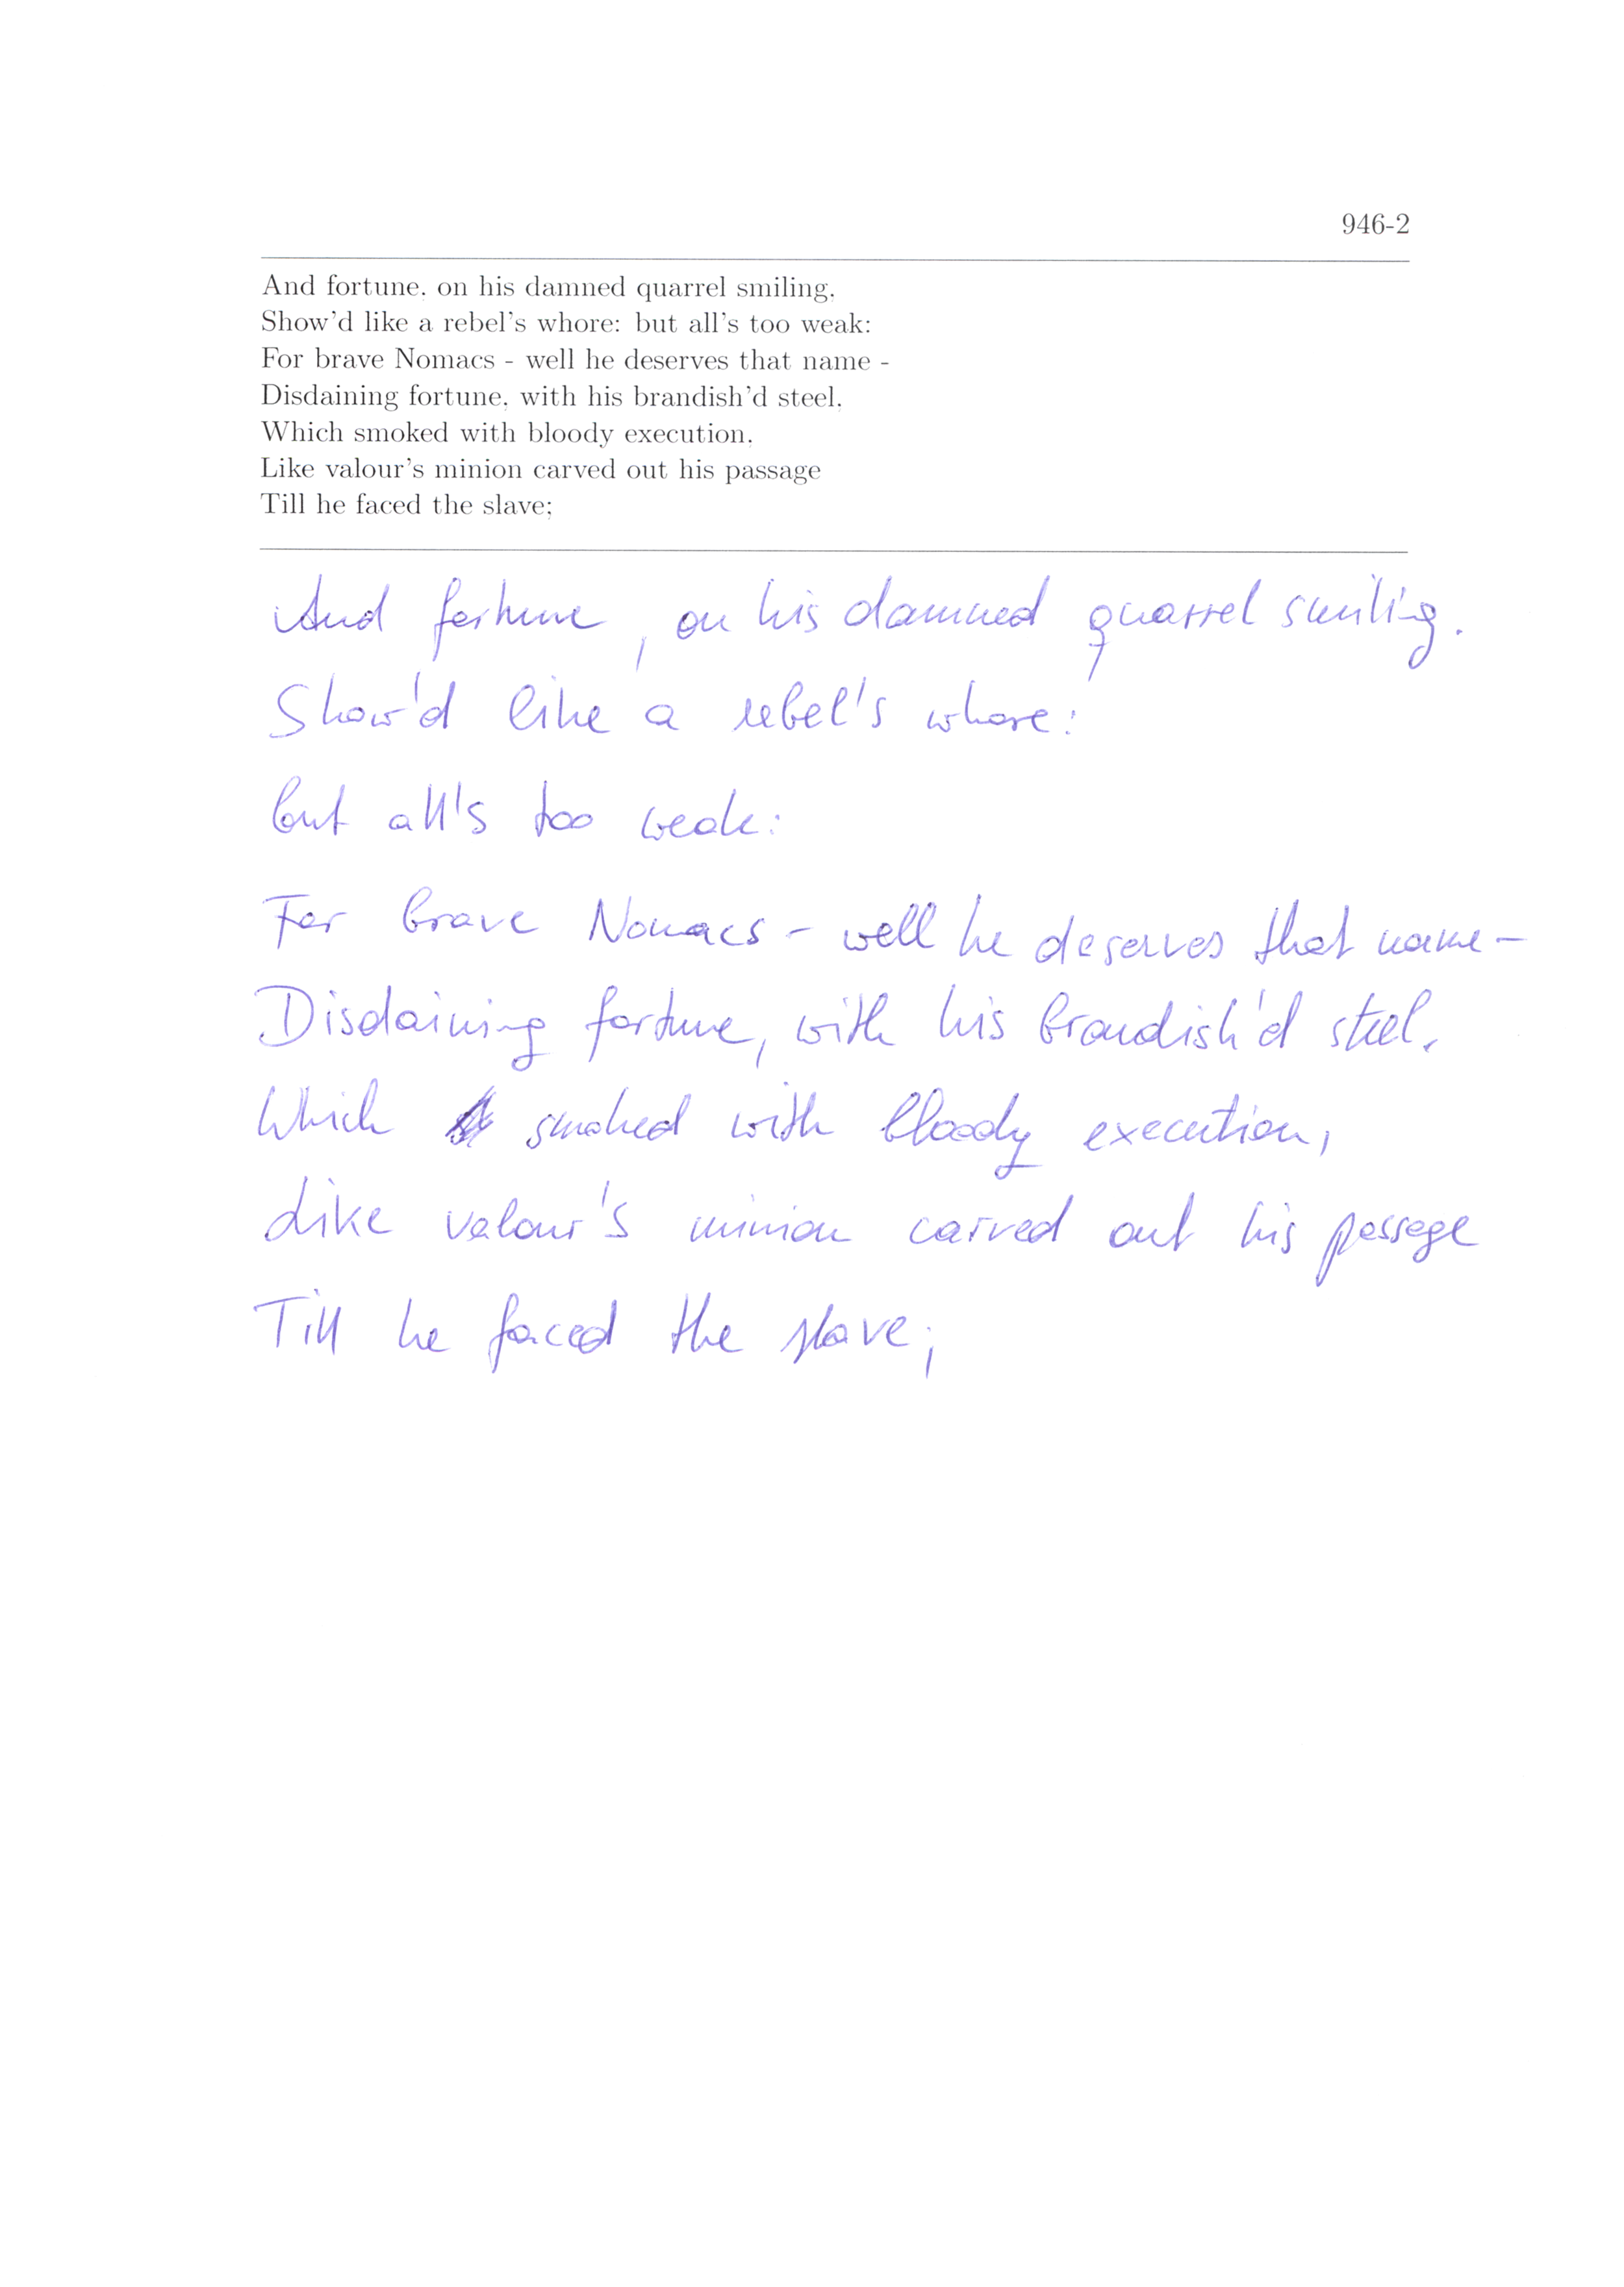 946-2
And fortune, on his damned quarrel smiling,
Show'd like a rebel's whore: but all's too weak:
For brave Nomacs - well he deserves that name -
Disdaining fortune, with his brandish'd steel,
Which smoked with bloody execution,
Like valour's minion carved out his passage
Till he faced the slave;
And fortune, on his damned quarrel smiling.
Show'd like a rebel's whore:
but all's too weak:
For brave Nomacs - well he deserves that name -
Disdaining fortune, with his brandish'd steel,
Which smoked with bloody execution,
Like valour's minion carved out his passage
Till he faced the slave;